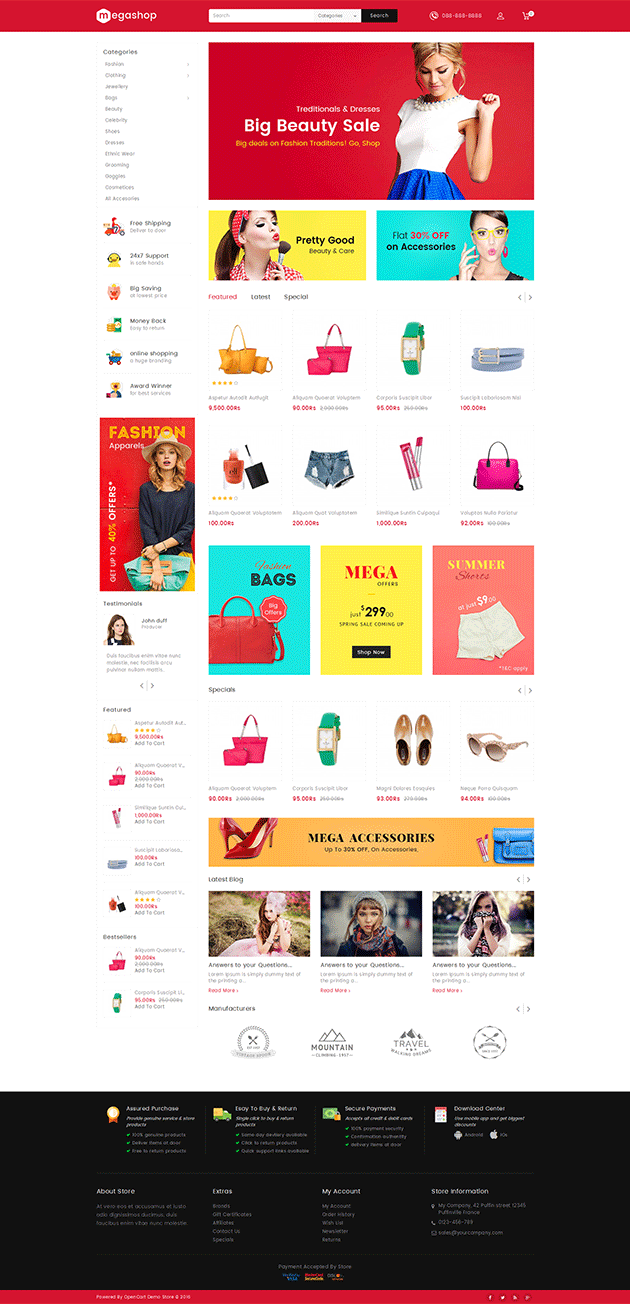 megashop
Search
Categories
Search
088-888-9888
0
Categories
Fashion
Clothing
Jewellery
Bags
Beauty
Celebrity
Shoes
Dresses
Ethnic Wear
Grooming
Goggles
Cosmetices
All Accesories
Free Shipping
Deliver to door
24x7 Support
in safe hands
Big Saving
at lowest price
Money Back
Easy to return
online shopping
a huge branding
Award Winner
for best services
FASHION
Apparels
GET UP TO 40% OFFERS*
Testimonials
John duff
Producer
Duis faucibus enim vitae nunc
molestie, nec facilisis arcu
pulvinar nullam mattis.
Featured
Aspetur Autodit Aut..
9,500.00Rs
Add To Cart
Aliquam Quaerat V..
90.00Rs
2,000.00Rs
Add To Cart
Similique Suntin Cul..
1,000.00Rs
Add To Cart
Suscipit Laboriosa..
100.00Rs
Add To Cart
Aliquam Quaerat V..
100.00Rs
Add To Cart
Bestsellers
Aliquam Quaerat V..
90.00Rs
2,000.00Rs
Add To Cart
Corporis Suscipit Li..
95.00Rs 250.00Rs
Add To Cart
Treditionals & Dresses
Big Beauty Sale
Big deals on Fashion Traditions! Go, Shop
Pretty Good
Beauty & Care
Flat 30% OFF
on Accessories
Featured Latest Special
Aspetur Autodit Autfugit
9,500.00Rs
Aliquam Quaerat Voluptem
90.00Rs 2,000.00Rs
Corporis Suscipit Libor
95.00Rs 250.00Rs
Suscipit Laboriosam Nisl
100.00Rs
Aliquam Quperat Voluptatem
100.00Rs
Aliquam Quat Voluptatem
200.00Rs
Similique Suntin Culpaqui
1,000.00Rs
Voluptas Nulla Pariatur
92.00Rs 100.00Rs
Fashion
BAGS
Big
Offers
MEGA
OFFERS
just $299.00
SPRING SALE COMING UP
Shop Now
SUMMER
Shorts
at just $9.00
*T&C apply
Specials
Aliquam Quaerat Voluptem
90.00Rs 2,000.00Rs
Corporis Suscipit Libor
95.00Rs 250.00Rs
Magni Dolores Eosquies
93.00Rs 275.00Rs
Neque Porro Quisquam
94.00Rs 100.00Rs
MEGA ACCESSORIES
Up To 30% OFF, On Accessories,
Latest Blog
Answers to your Questions...
Lorem Ipsum is simply dummy text of
the printing a...
Read More
Answers to your Questions...
Lorem Ipsum is simply dummy text of
the printing a...
Read More
Answers to your Questions...
Lorem Ipsum is simply dummy text of
the printing a...
Read More
Manufacturers
VINTAGE SPOON
MOUNTAIN
CLIMBING 1957
TRAVEL
WALKING DREAMS
Assured Purchase
Provide genuine service & store
products
100% genuine products
Deliver items at door
Free to return products
Esay To Buy & Return
Single click to buy & return
products
Same day devilery available
Click to return products
Quick support links available
Secure Payments
Accepts all credit & debit cards
100% payment security
Confirmation authentity
delivery items at door
Download Center
Use mobile app and get biggest
discounts
Android
iOs
About Store
At vero eos et accusamus et iusto
odio dignissimos ducimus, duis
faucibus enim vitae nunc molestie.
Extras
Brands
Gift Certificates
Affiliates
Contact Us
Specials
My Account
My Account
Order History
Wish List
Newsletter
Returns
Store Information
My Company, 42 Puffin street 12345
Puffinville France
0123-456-789
sales@yourcompany.com
Payment Accepted By Store
VISA
Powered By OpenCart Demo Store © 2016